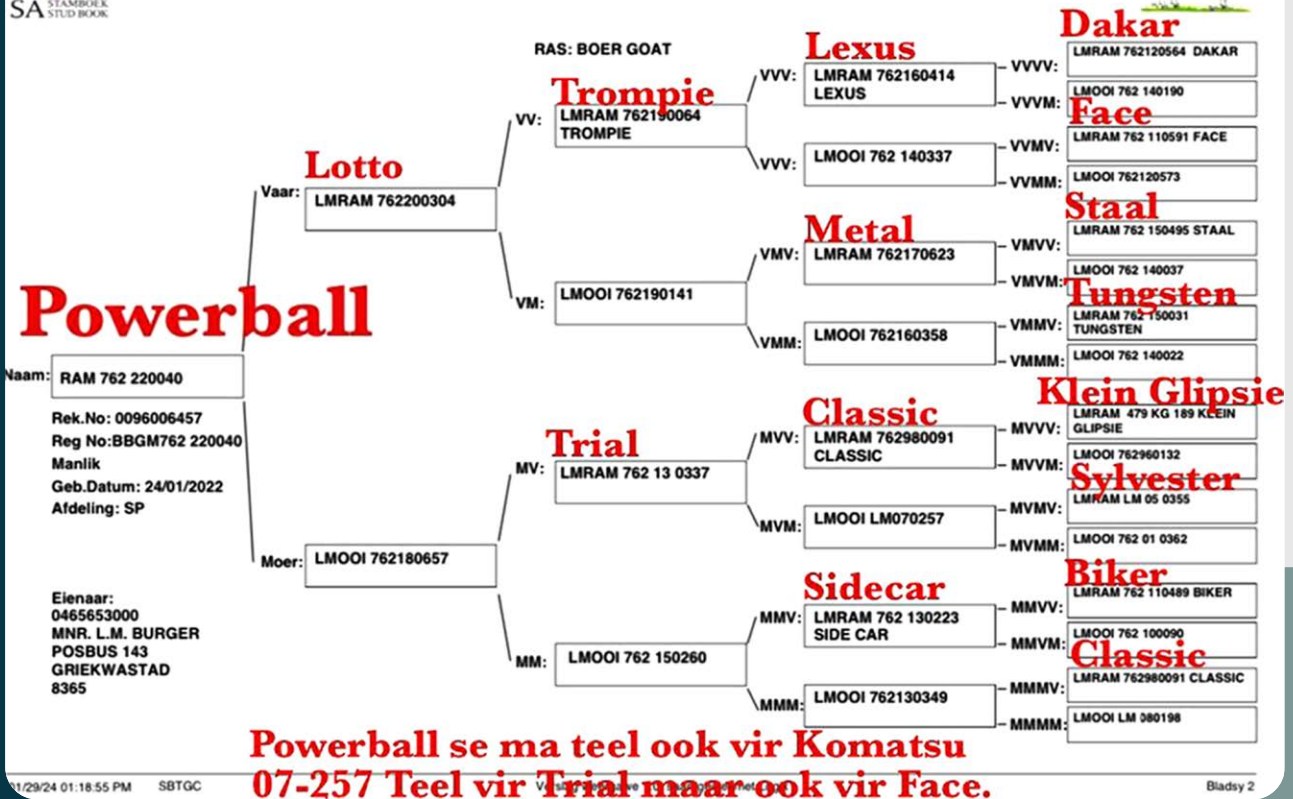 SA STAMBOEK
STUD BOOK
RAS: BOER GOAT
Powerball
Naam: RAM 762 220040
Rek.No: 0096006457
Reg No:BBGM762 220040
Manlik
Geb.Datum: 24/01/2022
Afdeling: SP
Eienaar:
0465653000
MNR. L.M. BURGER
POSBUS 143
GRIEKWASTAD
8365
Lotto
Vaar: LMRAM 762200304
Moer: LMOOI 762180657
Trompie
VV: LMRAM 762190064
TROMPIE
VM: LMOOI 762190141
Trial
MV: LMRAM 762 13 0337
MM: LMOOI 762 150260
Lexus
VVV: LMRAM 762160414
LEXUS
VVV: LMOOI 762 140337
Metal
VMV: LMRAM 762170623
VMM: LMOOI 762160358
Classic
MVV: LMRAM 762980091
CLASSIC
MVM: LMOOI LM070257
Sidecar
MMV: LMRAM 762 130223
SIDE CAR
MMM: LMOOI 762130349
Dakar
VVVV: LMRAM 762120564 DAKAR
VVVM: LMOOI 762 140190
Face
VVMV: LMRAM 762 110591 FACE
VVMM: LMOOI 762120573
Staal
VMVV: LMRAM 762 150495 STAAL
VMVM: LMOOI 762 140037
Tungsten
VMMV: LMRAM 762 150031
TUNGSTEN
VMMM: LMOOI 762 140022
Klein Glipsie
MVVV: LMRAM 479 KG 189 KLEIN
GLIPSIE
MVVM: LMOOI 762960132
Sylvester
MVMV: LMRAM LM 05 0355
MVMM: LMOOI 762 01 0362
Biker
MMVV: LMRAM 762 110489 BIKER
MMVM: LMOOI 762 100090
Classic
MMMV: LMRAM 762980091 CLASSIC
MMMM: LMOOI LM 080198
Powerball se ma teel ook vir Komatsu
07-257 Teel vir Trial maar ook vir Face.
1/29/24 01:18:55 PM SBTGC
Bladsy 2